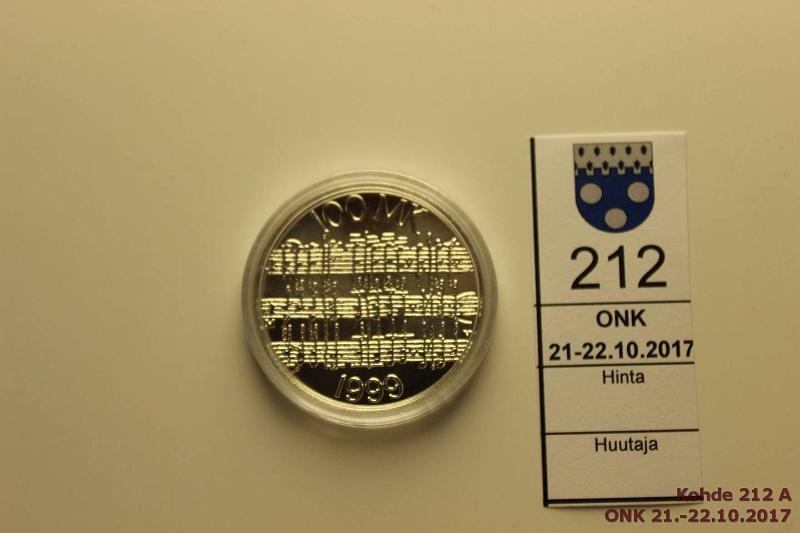 100 MK
1999
212
ONK
21-22.10.2017
Hinta
Huutaja
Kohde 212 A
ONK 21.-22.10.2017